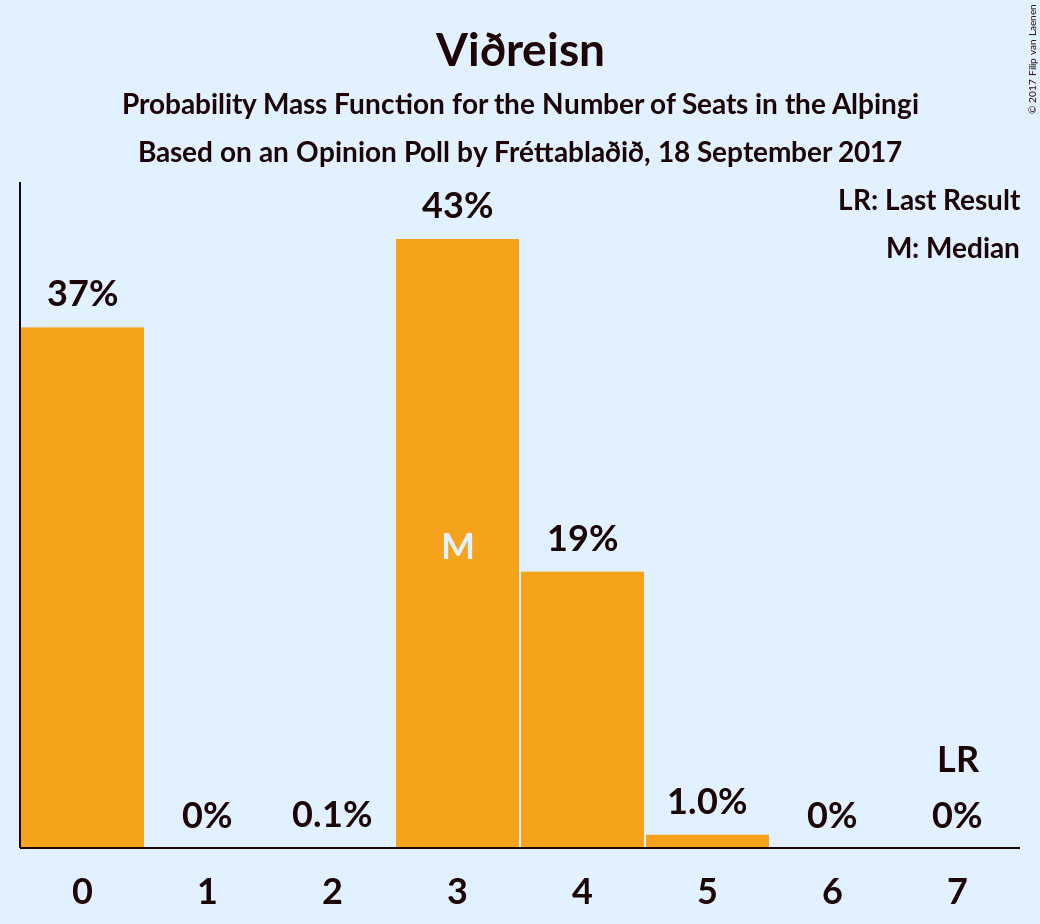 Viðreisn
Probability Mass Function for the Number of Seats in the Alþingi
Based on an Opinion Poll by Fréttablaðið, 18 September 2017
© 2017 Filip van Laenen
LR: Last Result
M: Median
37%
0%
0.1%
43%
M
19%
1.0%
0%
LR
0%
0 1 2 3 4 5 6 7